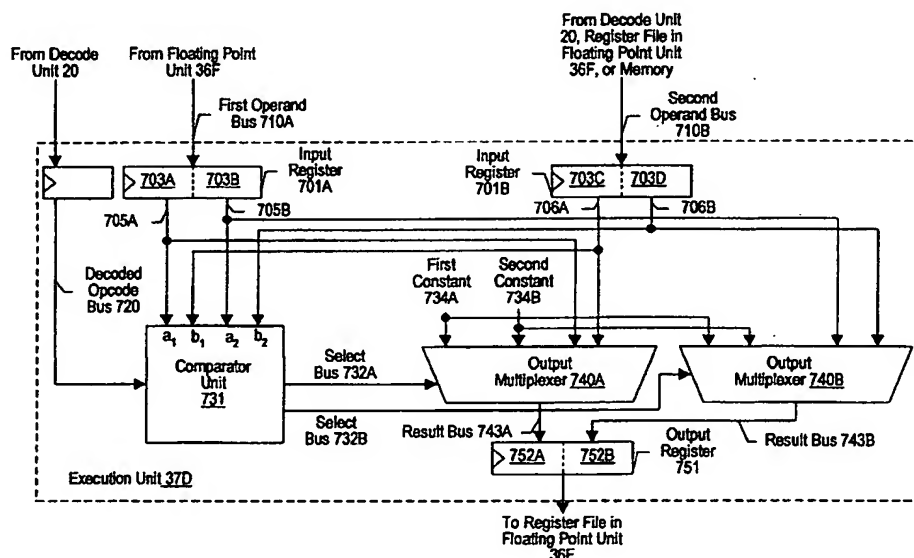 From Decode
Unit 20
From Floating Point
Unit 36F
From Decode Unit
20, Register File in
Floating Point Unit
36F, or Memory
First Operand
Bus 710A
Second
Operand Bus
710B
703A
703B
Input
Register
701A
Input
Register
701B
703C
703D
705A
705B
706A
706B
Decoded
Opcode
Bus 720
First
Constant
734A
Second
Constant
734B
a1
b1
a2
b2
Comparator
Unit
731
Select
Bus 732A
Select
Bus 732B
Output
Multiplexer 740A
Output
Multiplexer 740B
Result Bus 743A
Result Bus 743B
752A
752B
Output
Register
751
Execution Unit 37D
To Register File in
Floating Point Unit
36F